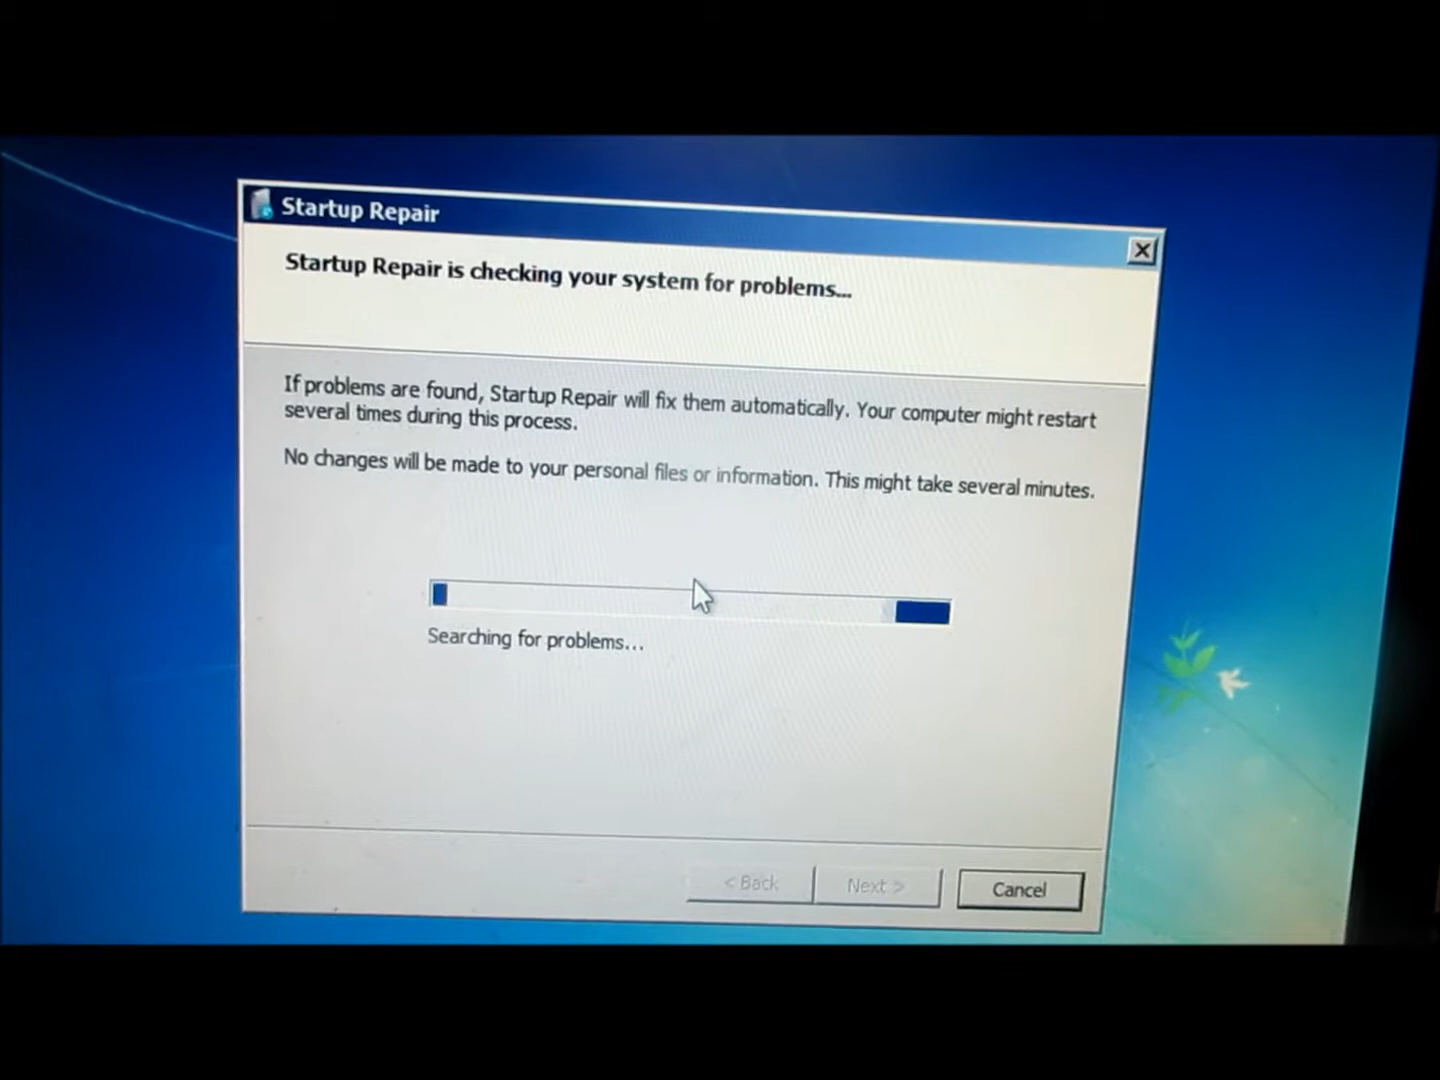 Startup Repair
Startup Repair is checking your system for problems...
If problems are found, Startup Repair will fix them automatically. Your computer might restart
several times during this process.
No changes will be made to your personal files or information. This might take several minutes.
Searching for problems...
< Back
Next >
Cancel